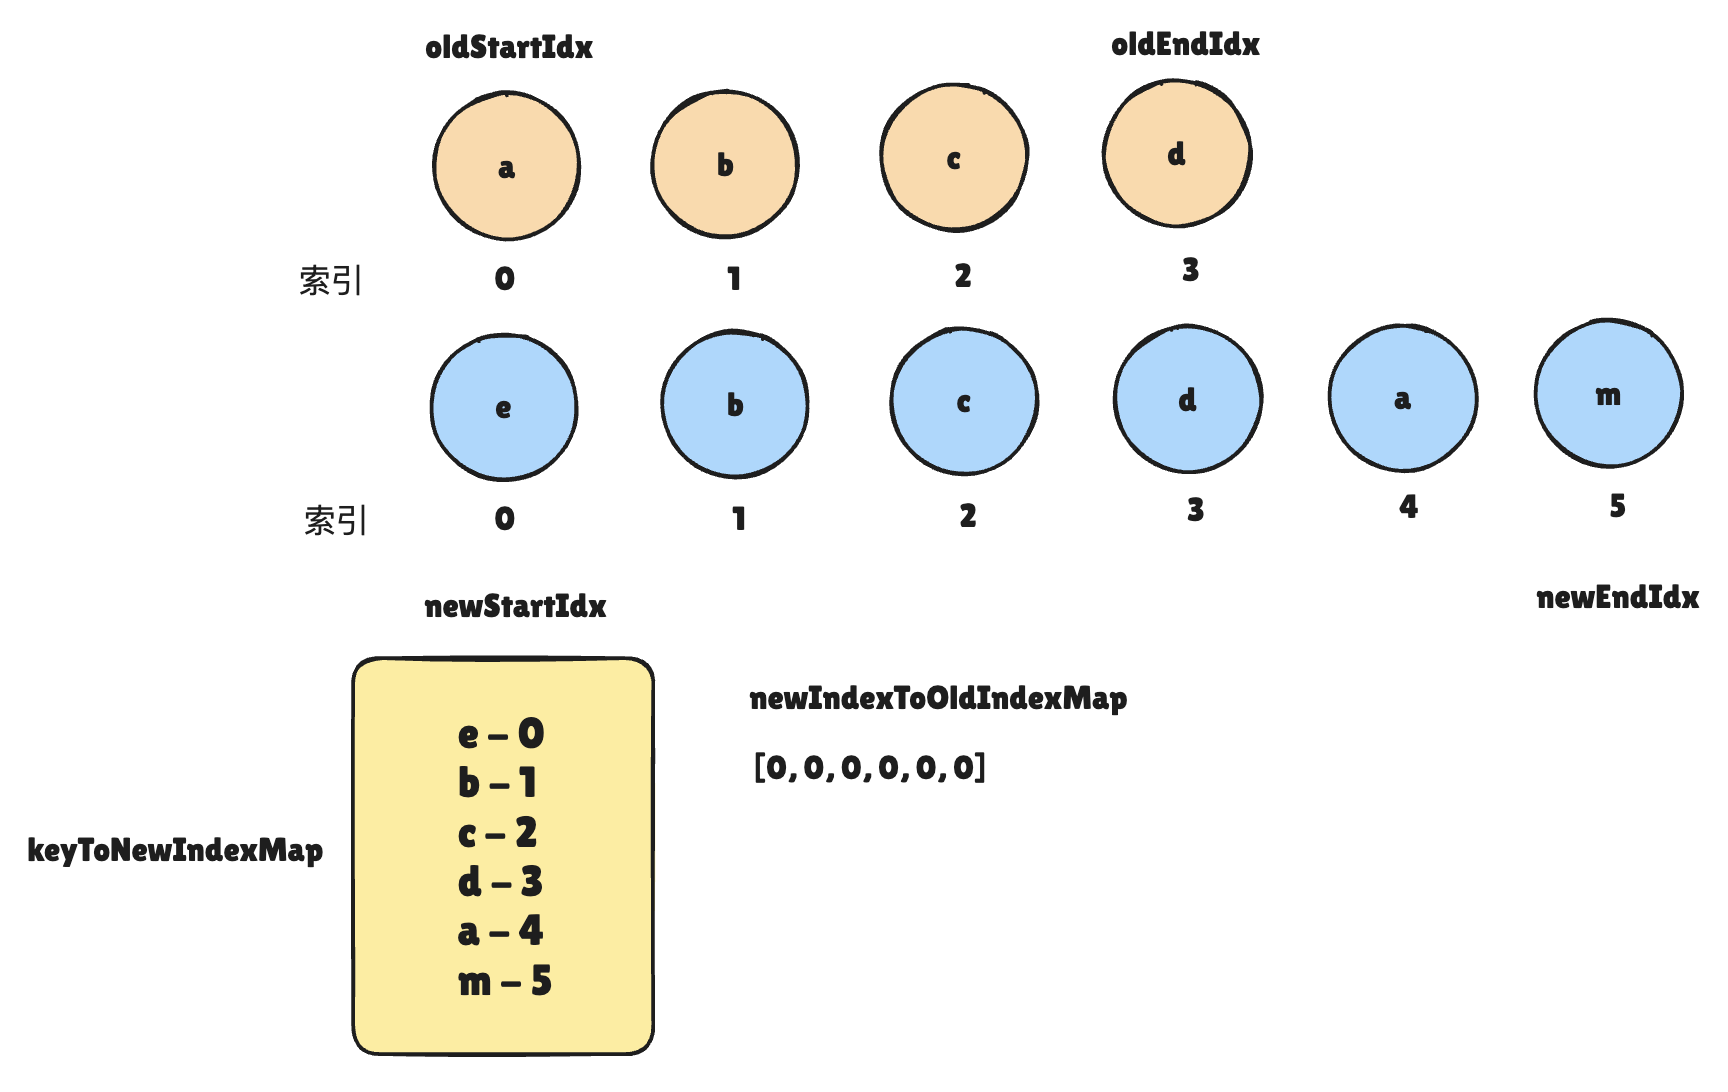 oldStartIdx oldEndIdx
a b c d
索引 0 1 2 3
e b c d a m
索引 0 1 2 3 4 5
newStartIdx newEndIdx
newIndexToOldIndexMap
[0, 0, 0, 0, 0, 0]
keyToNewIndexMap
e - 0
b - 1
c - 2
d - 3
a - 4
m - 5